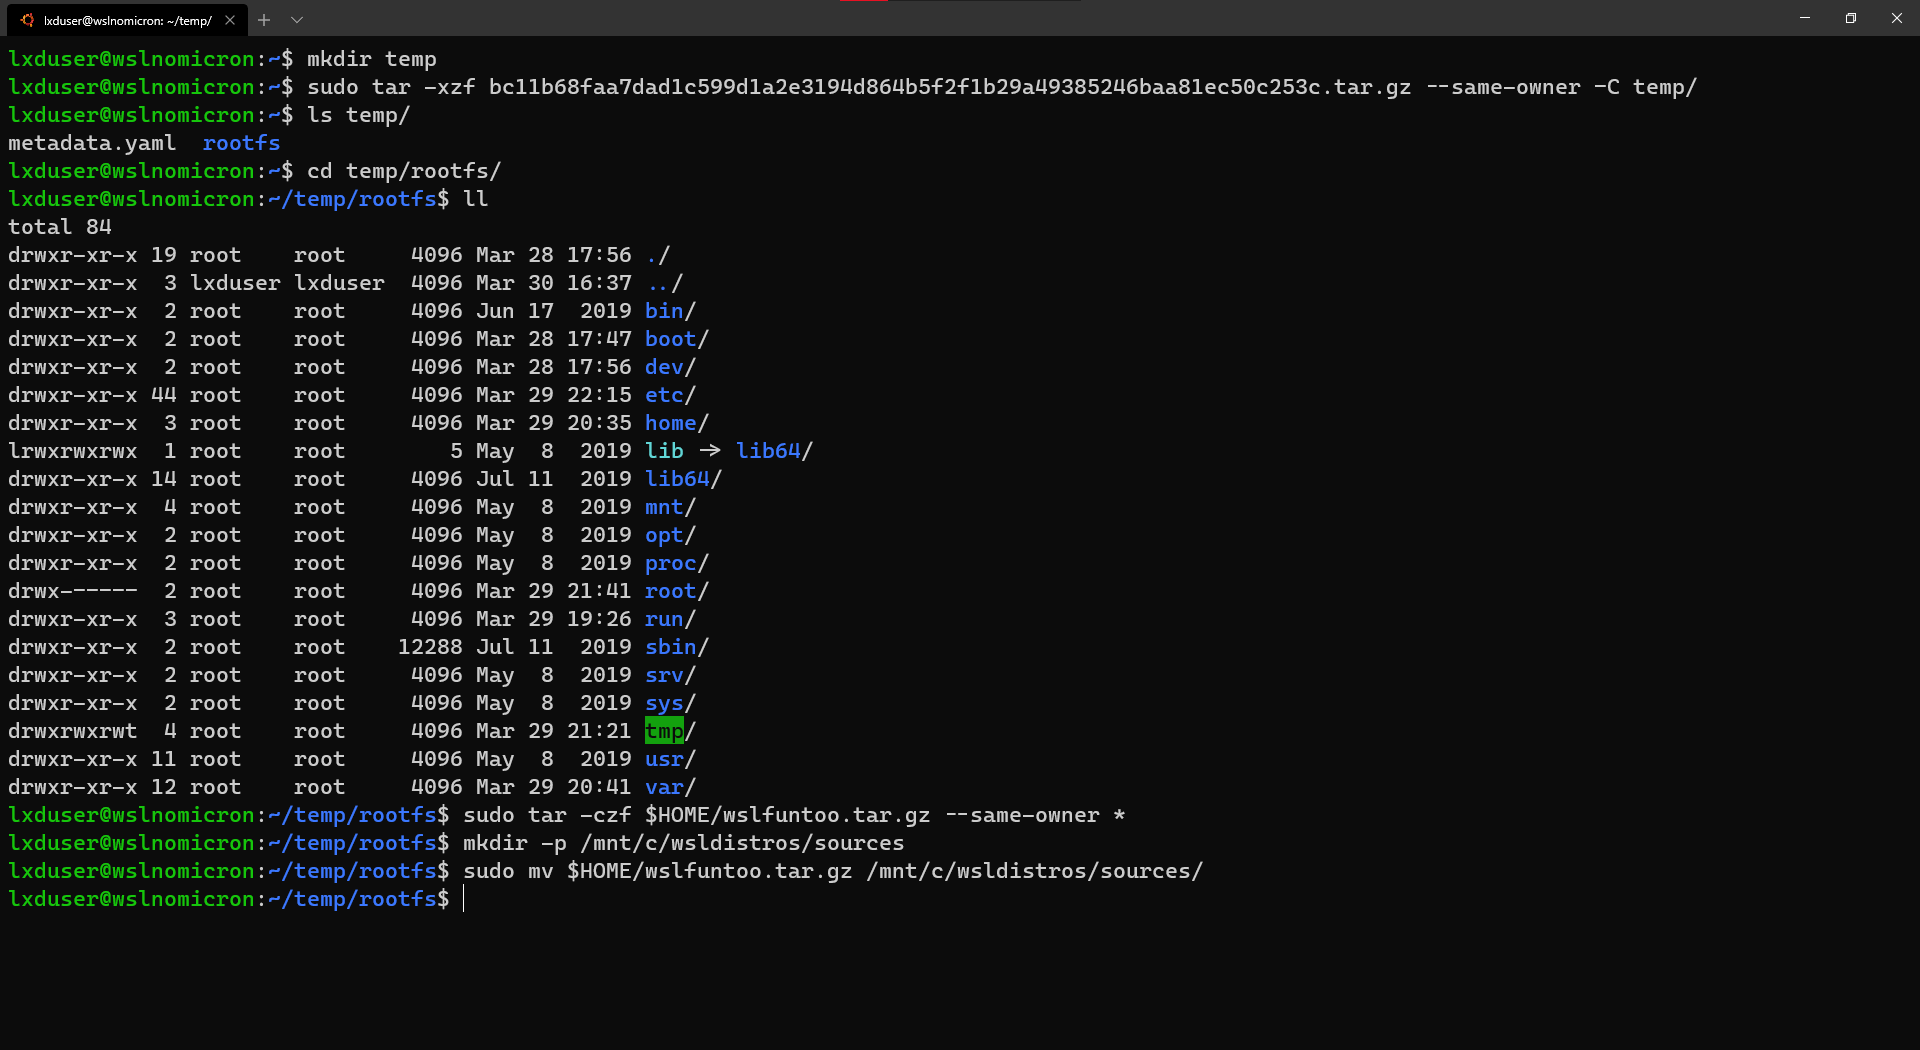 lxduser@wslnomicron: ~/temp/
lxduser@wslnomicron:~$ mkdir temp
lxduser@wslnomicron:~$ sudo tar -xzf bc11b68faa7dad1c599d1a2e3194d864b5f2f1b29a49385246baa81ec50c253c.tar.gz --same-owner -C temp/
lxduser@wslnomicron:~$ ls temp/
metadata.yaml  rootfs
lxduser@wslnomicron:~$ cd temp/rootfs/
lxduser@wslnomicron:~/temp/rootfs$ ll
total 84
drwxr-xr-x 19 root    root     4096 Mar 28 17:56 ./
drwxr-xr-x  3 lxduser lxduser  4096 Mar 30 16:37 ../
drwxr-xr-x  2 root    root     4096 Jun 17  2019 bin/
drwxr-xr-x  2 root    root     4096 Mar 28 17:47 boot/
drwxr-xr-x  2 root    root     4096 Mar 28 17:56 dev/
drwxr-xr-x 44 root    root     4096 Mar 29 22:15 etc/
drwxr-xr-x  3 root    root     4096 Mar 29 20:35 home/
lrwxrwxrwx  1 root    root        5 May  8  2019 lib -> lib64/
drwxr-xr-x 14 root    root     4096 Jul 11  2019 lib64/
drwxr-xr-x  4 root    root     4096 May  8  2019 mnt/
drwxr-xr-x  2 root    root     4096 May  8  2019 opt/
drwxr-xr-x  2 root    root     4096 May  8  2019 proc/
drwx------  2 root    root     4096 Mar 29 21:41 root/
drwxr-xr-x  3 root    root     4096 Mar 29 19:26 run/
drwxr-xr-x  2 root    root    12288 Jul 11  2019 sbin/
drwxr-xr-x  2 root    root     4096 May  8  2019 srv/
drwxr-xr-x  2 root    root     4096 May  8  2019 sys/
drwxrwxrwt  4 root    root     4096 Mar 29 21:21 tmp/
drwxr-xr-x 11 root    root     4096 May  8  2019 usr/
drwxr-xr-x 12 root    root     4096 Mar 29 20:41 var/
lxduser@wslnomicron:~/temp/rootfs$ sudo tar -czf $HOME/wslfuntoo.tar.gz --same-owner *
lxduser@wslnomicron:~/temp/rootfs$ mkdir -p /mnt/c/wsldistros/sources
lxduser@wslnomicron:~/temp/rootfs$ sudo mv $HOME/wslfuntoo.tar.gz /mnt/c/wsldistros/sources/
lxduser@wslnomicron:~/temp/rootfs$